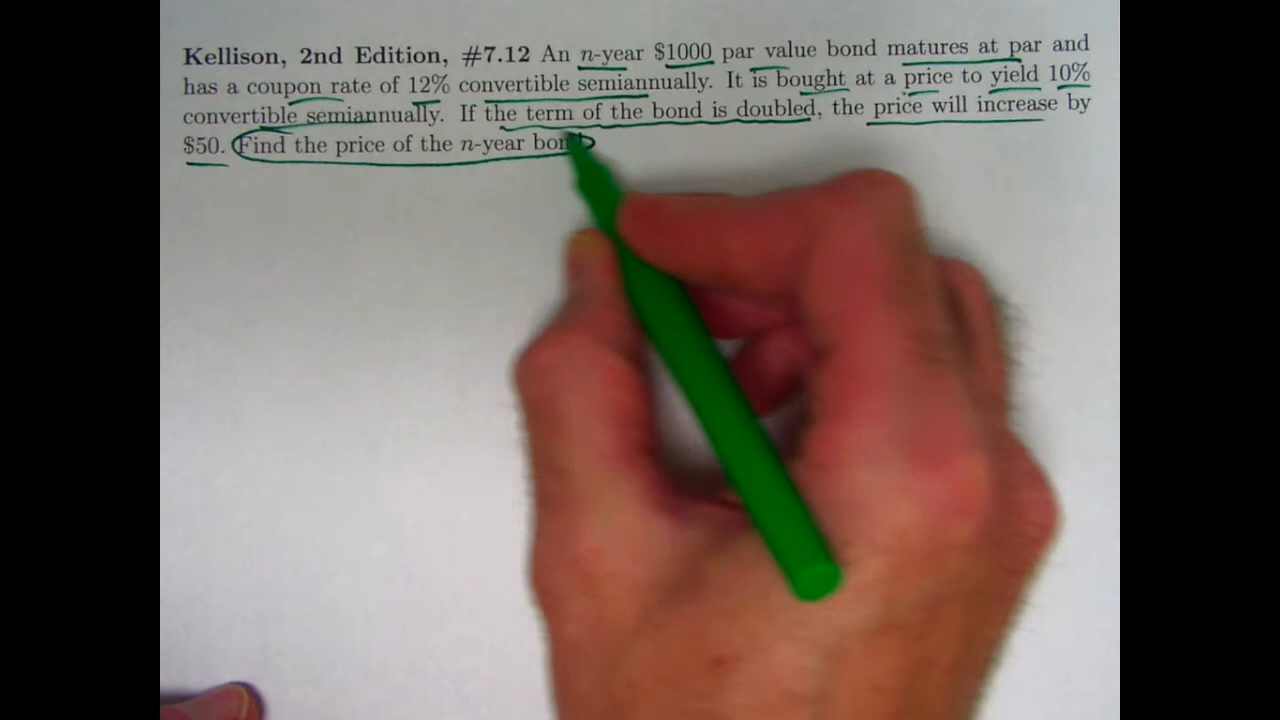 Kellison, 2nd Edition, #7.12 An n-year $1000 par value bond matures at par and
has a coupon rate of 12% convertible semiannually. It is bought at a price to yield 10%
convertible semiannually. If the term of the bond is doubled, the price will increase by
$50. Find the price of the n-year bond